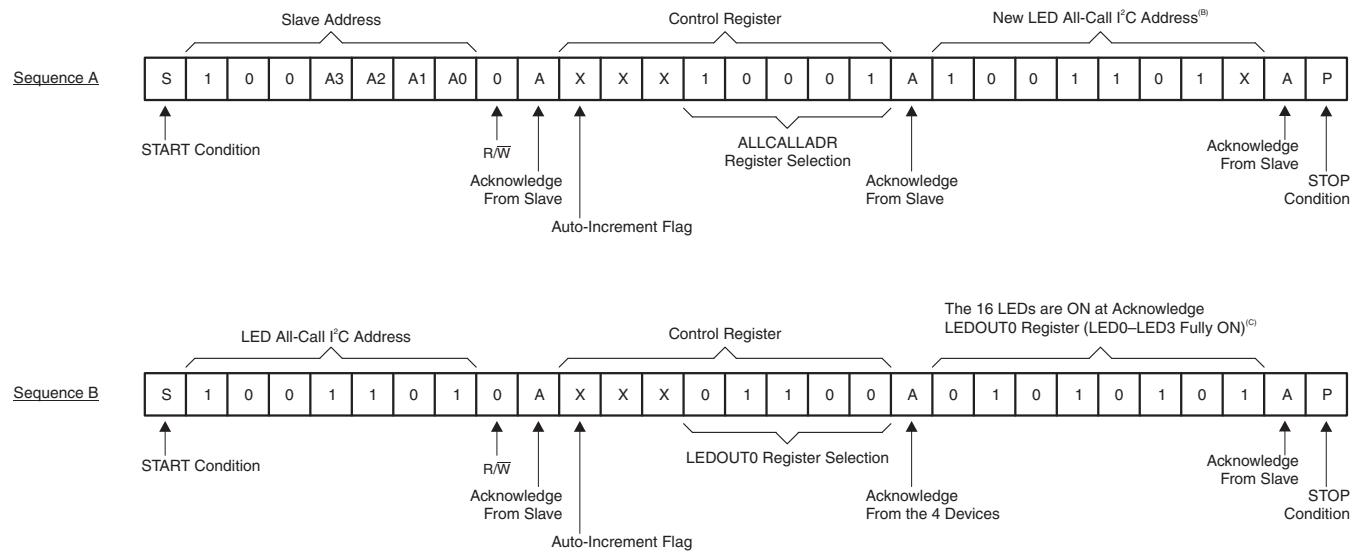 Slave Address
Control Register
New LED All-Call I²C Address(B)
Sequence A
S 1 0 0 A3 A2 A1 A0 0 A X X X 1 0 0 0 1 A 1 0 0 1 1 0 1 X A P
START Condition
R/W̅
Acknowledge
From Slave
Auto-Increment Flag
ALLCALLADR
Register Selection
Acknowledge
From Slave
Acknowledge
From Slave
STOP
Condition
The 16 LEDs are ON at Acknowledge
LEDOUT0 Register (LED0–LED3 Fully ON)(C)
LED All-Call I²C Address
Control Register
Sequence B
S 1 0 0 1 1 0 1 0 A X X X 0 1 1 0 0 A 0 1 0 1 0 1 0 1 A P
START Condition
R/W̅
Acknowledge
From Slave
Auto-Increment Flag
LEDOUT0 Register Selection
Acknowledge
From the 4 Devices
Acknowledge
From Slave
STOP
Condition